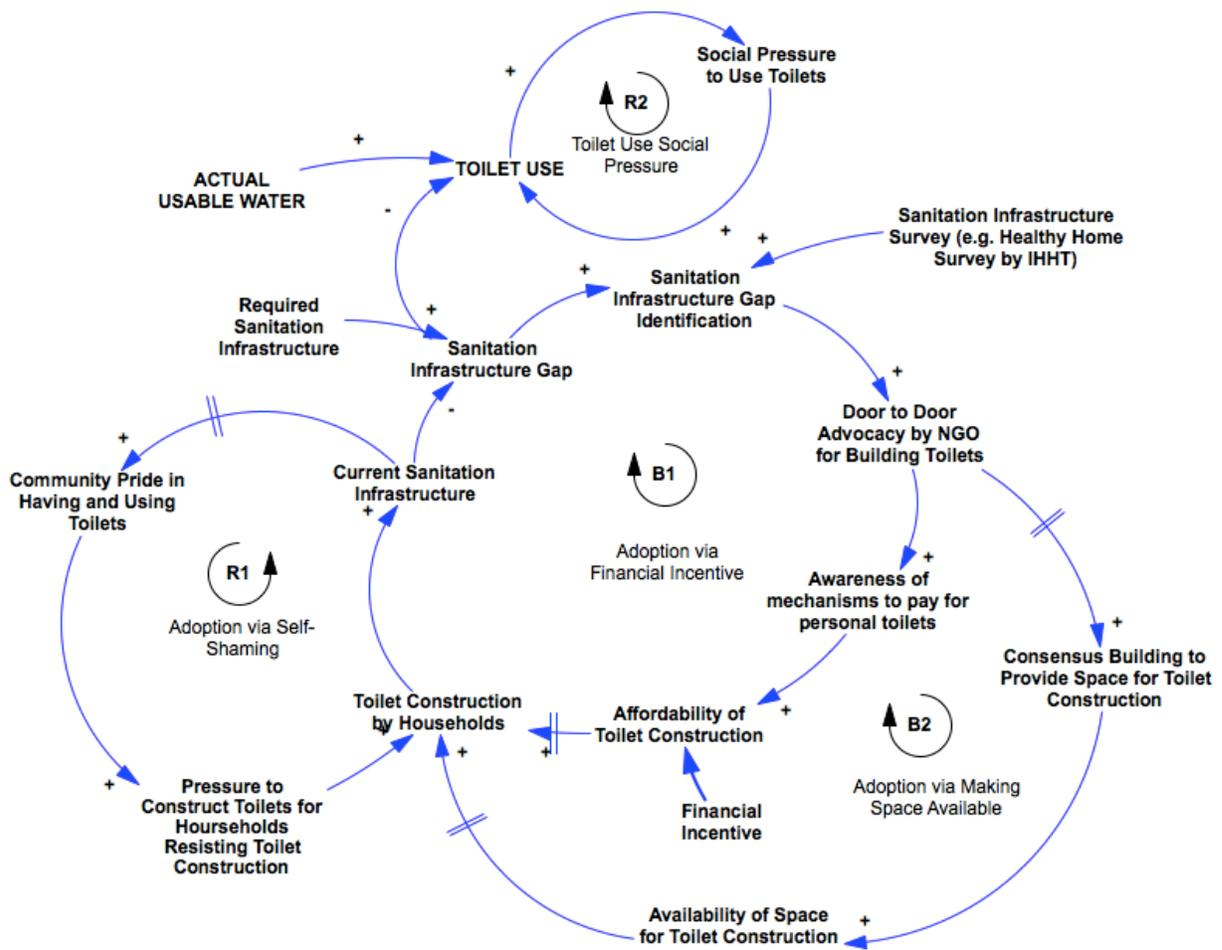 Social Pressure
to Use Toilets
+
R2
Toilet Use Social
Pressure
+
TOILET USE
ACTUAL
USABLE WATER
-
+
+
Sanitation Infrastructure
Survey (e.g. Healthy Home
Survey by IHHT)
+
Sanitation
Infrastructure Gap
Identification
Required
Sanitation
Infrastructure
+
Sanitation
Infrastructure Gap
+
-
Door to Door
Advocacy by NGO
for Building Toilets
+
Community Pride in
Having and Using
Toilets
Current Sanitation
Infrastructure
+
B1
Adoption via
Financial Incentive
R1
Adoption via Self-
Shaming
+
Awareness of
mechanisms to pay for
personal toilets
+
Consensus Building to
Provide Space for Toilet
Construction
Toilet Construction
by Households
+
+
+
Affordability of
Toilet Construction
+
B2
Adoption via Making
Space Available
+
Pressure to
Construct Toilets for
Hourseholds
Resisting Toilet
Construction
Financial
Incentive
Availability of Space
for Toilet Construction
+